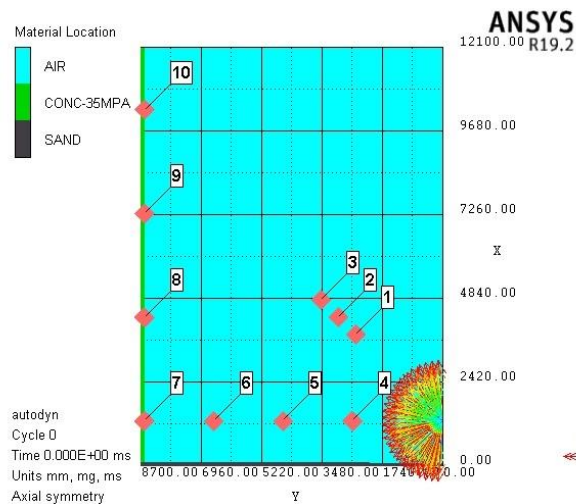 ANSYS
R19.2
Material Location
AIR
CONC-35MPA
SAND
12100.00
9680.00
7260.00
X
4840.00
2420.00
0.00
10
9
8
3
2
1
7
6
5
4
autodyn
Cycle 0
Time 0.000E+00 ms
Units mm, mg, ms
Axial symmetry
8700.00 6960.00 5220.00 3480.00
Y